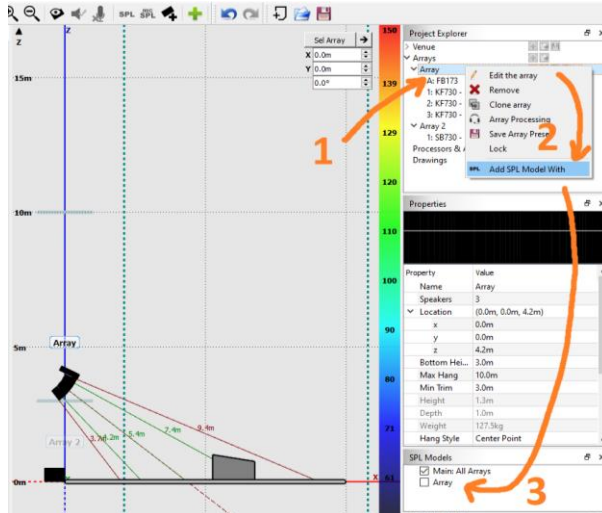 SPL
REC SPL
Sel Array
X 0.0m
Y 0.0m
0.0°
Z
z
15m
10m
5m
0m
Array
Array 2
3.7m
4.2m
5.4m
7.4m
9.4m
X
150
139
129
120
110
100
90
80
71
61
Project Explorer
Venue
Arrays
Array
A: FB173
1: KF730 -
2: KF730 -
3: KF730 -
Array 2
1: SB730 -
Processors & A
Drawings
Edit the array
Remove
Clone array
Array Processing
Save Array Prese
Lock
SPL Add SPL Model With
1
2
3
Properties
Property Value
Name Array
Speakers 3
Location (0.0m, 0.0m, 4.2m)
x 0.0m
y 0.0m
z 4.2m
Bottom Hei... 3.0m
Max Hang 10.0m
Min Trim 3.0m
Height 1.3m
Depth 1.0m
Weight 127.5kg
Hang Style Center Point
SPL Models
Main: All Arrays
Array